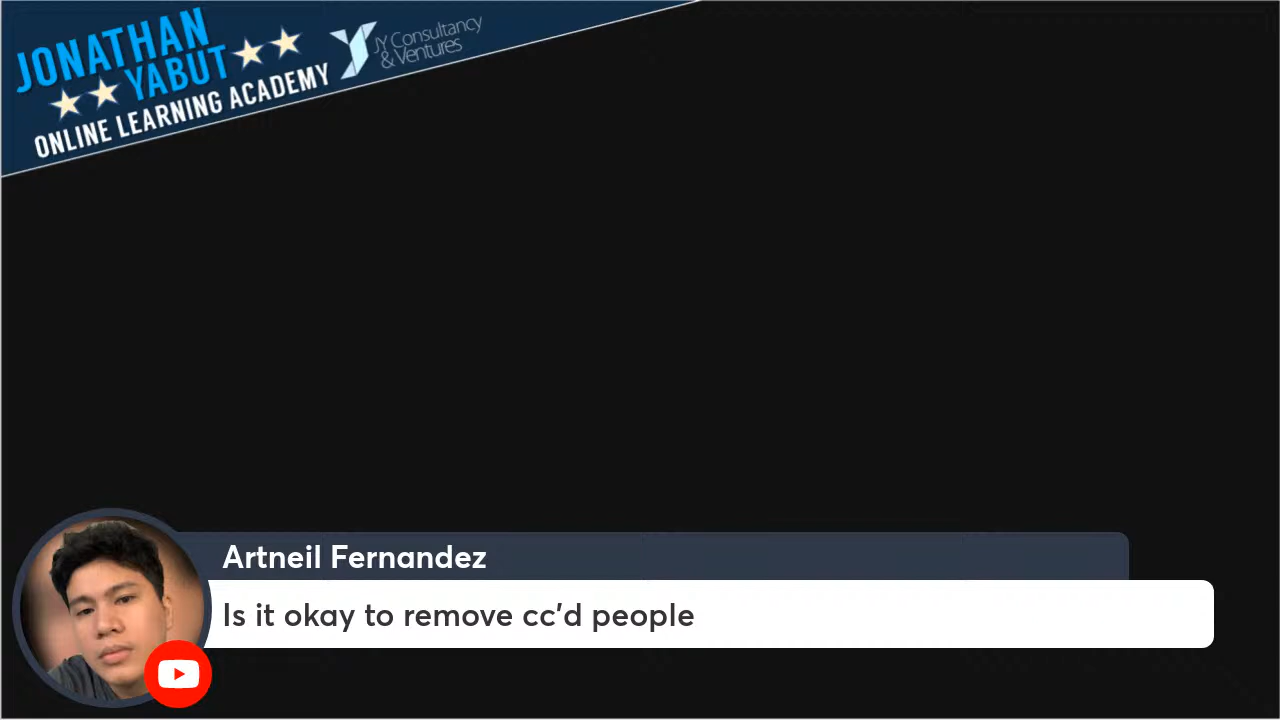 JONATHAN
YABUT
ONLINE LEARNING ACADEMY
JY Consultancy
& Ventures
Artneil Fernandez
Is it okay to remove cc'd people